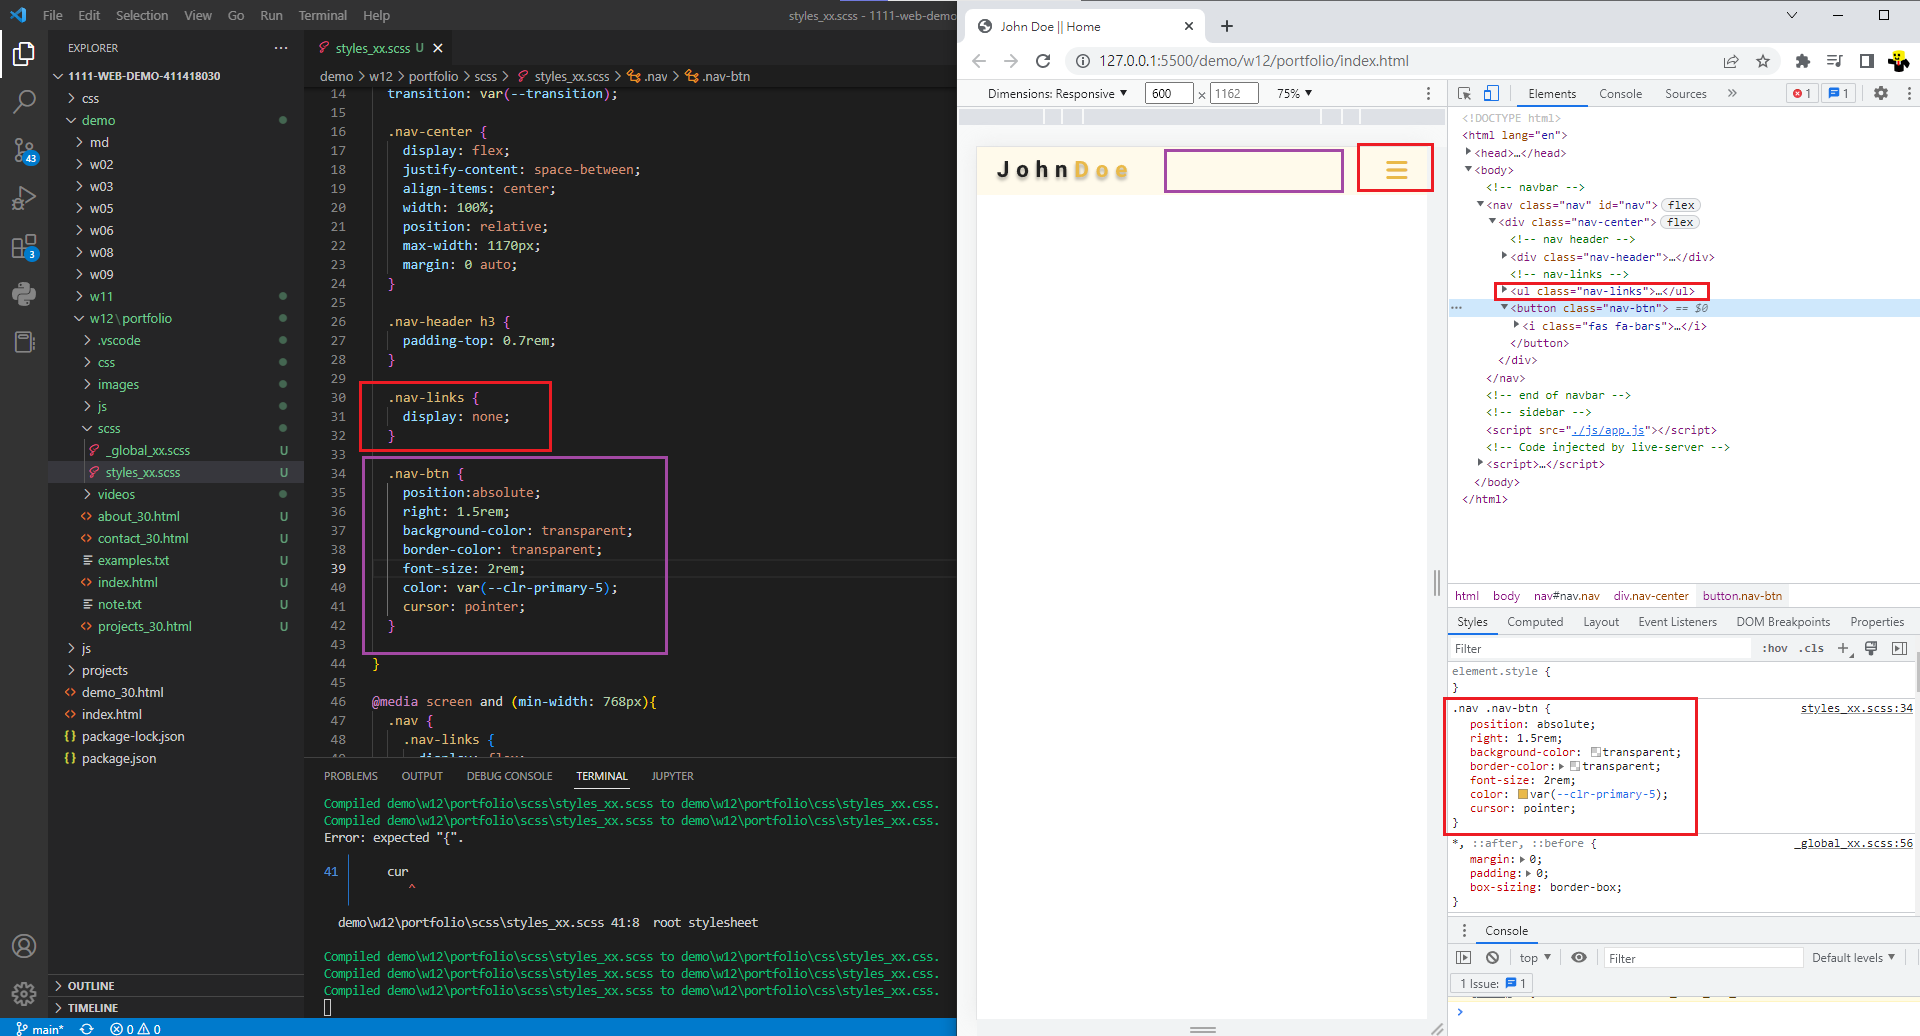 File Edit Selection View Go Run Terminal Help
styles_xx.scss - 1111-web-demo
EXPLORER
1111-WEB-DEMO-411418030
css
demo
md
w02
w03
w05
w06
w08
w09
w11
w12\portfolio
.vscode
css
images
js
scss
_global_xx.scss U
styles_xx.scss U
videos
about_30.html U
contact_30.html U
examples.txt U
index.html U
note.txt U
projects_30.html U
js
projects
demo_30.html
index.html
package-lock.json
package.json
OUTLINE
TIMELINE
43
3
main* 0 0
styles_xx.scss U
demo > w12 > portfolio > scss > styles_xx.scss > .nav > .nav-btn
14 transition: var(--transition);
15
16 .nav-center {
17 display: flex;
18 justify-content: space-between;
19 align-items: center;
20 width: 100%;
21 position: relative;
22 max-width: 1170px;
23 margin: 0 auto;
24 }
25
26 .nav-header h3 {
27 padding-top: 0.7rem;
28 }
29
30 .nav-links {
31 display: none;
32 }
33
34 .nav-btn {
35 position:absolute;
36 right: 1.5rem;
37 background-color: transparent;
38 border-color: transparent;
39 font-size: 2rem;
40 color: var(--clr-primary-5);
41 cursor: pointer;
42 }
43
44 }
45
46 @media screen and (min-width: 768px){
47 .nav {
48 .nav-links {
PROBLEMS OUTPUT DEBUG CONSOLE TERMINAL JUPYTER
Compiled demo\w12\portfolio\scss\styles_xx.scss to demo\w12\portfolio\css\styles_xx.css.
Compiled demo\w12\portfolio\scss\styles_xx.scss to demo\w12\portfolio\css\styles_xx.css.
Error: expected "{".
41 cur
^
demo\w12\portfolio\scss\styles_xx.scss 41:8 root stylesheet
Compiled demo\w12\portfolio\scss\styles_xx.scss to demo\w12\portfolio\css\styles_xx.css.
Compiled demo\w12\portfolio\scss\styles_xx.scss to demo\w12\portfolio\css\styles_xx.css.
Compiled demo\w12\portfolio\scss\styles_xx.scss to demo\w12\portfolio\css\styles_xx.css.
John Doe || Home
127.0.0.1:5500/demo/w12/portfolio/index.html
Dimensions: Responsive 600 x 1162 75%
JohnDoe
Elements Console Sources » 1 1
<!DOCTYPE html>
<html lang="en">
<head>…</head>
<body>
<!-- navbar -->
<nav class="nav" id="nav"> flex
<div class="nav-center"> flex
<!-- nav header -->
<div class="nav-header">…</div>
<!-- nav-links -->
<ul class="nav-links">…</ul>
<button class="nav-btn"> == $0
<i class="fas fa-bars">…</i>
</button>
</div>
</nav>
<!-- end of navbar -->
<!-- sidebar -->
<script src="./js/app.js"></script>
<!-- Code injected by live-server -->
<script>…</script>
</body>
</html>
html body nav#nav.nav div.nav-center button.nav-btn
Styles Computed Layout Event Listeners DOM Breakpoints Properties
Filter :hov .cls +
element.style {
}
.nav .nav-btn { styles_xx.scss:34
position: absolute;
right: 1.5rem;
background-color: transparent;
border-color: transparent;
font-size: 2rem;
color: var(--clr-primary-5);
cursor: pointer;
}
*, ::after, ::before { _global_xx.scss:56
margin: 0;
padding: 0;
box-sizing: border-box;
}
Console
top Filter Default levels
1 Issue: 1